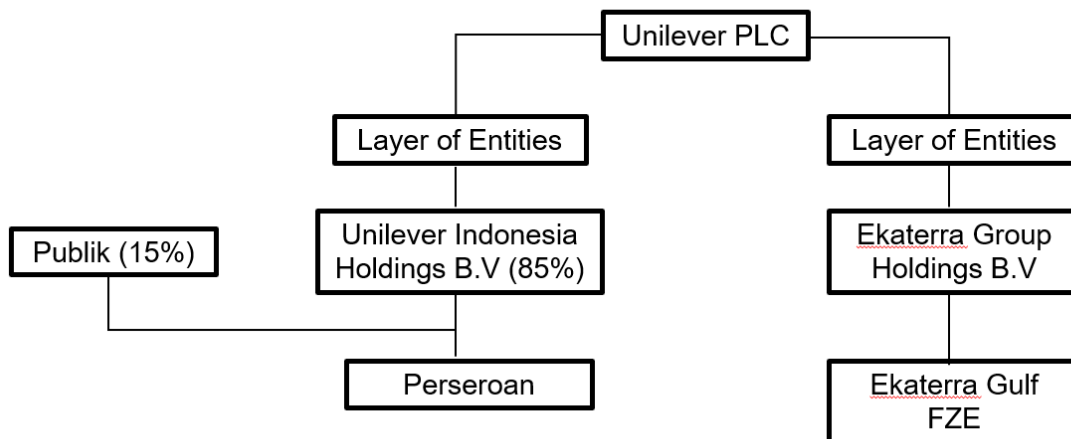 Unilever PLC
Layer of Entities
Layer of Entities
Publik (15%)
Unilever Indonesia
Holdings B.V (85%)
Ekaterra Group
Holdings B.V
Perseroan
Ekaterra Gulf
FZE